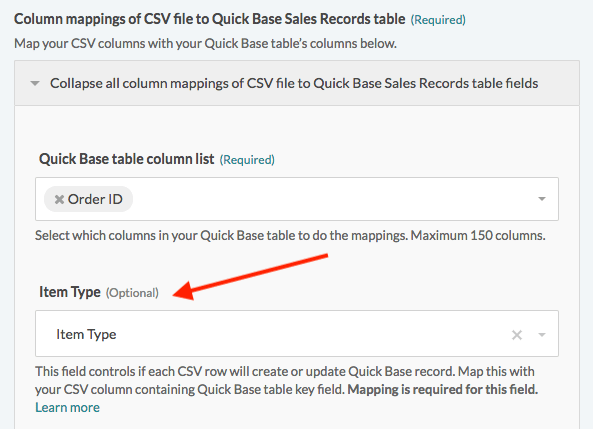 Column mappings of CSV file to Quick Base Sales Records table (Required)
Map your CSV columns with your Quick Base table's columns below.
Collapse all column mappings of CSV file to Quick Base Sales Records table fields
Quick Base table column list (Required)
Order ID
Select which columns in your Quick Base table to do the mappings. Maximum 150 columns.
Item Type (Optional)
Item Type
This field controls if each CSV row will create or update Quick Base record. Map this with
your CSV column containing Quick Base table key field. Mapping is required for this field.
Learn more